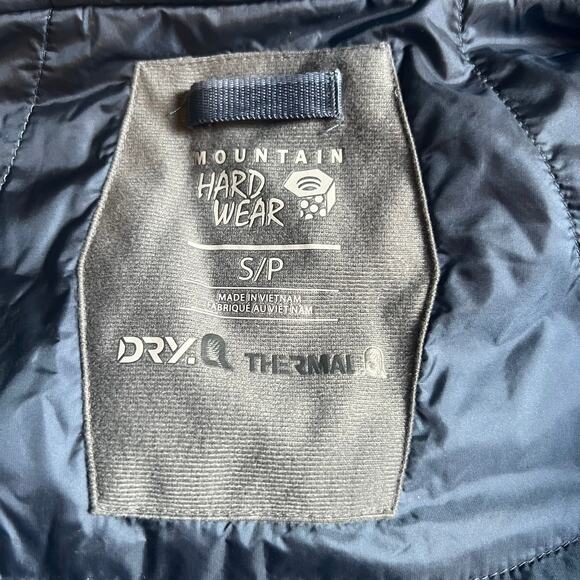 MOUNTAIN
HARD
WEAR
S/P
MADE IN VIETNAM
FABRIQUE AU VIETNAM
DRY.Q THERMAL Q